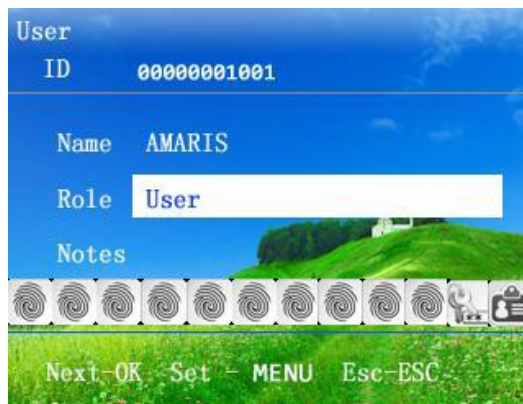 User
ID 00000001001
Name AMARIS
Role User
Notes
Next-OK Set - MENU Esc-ESC